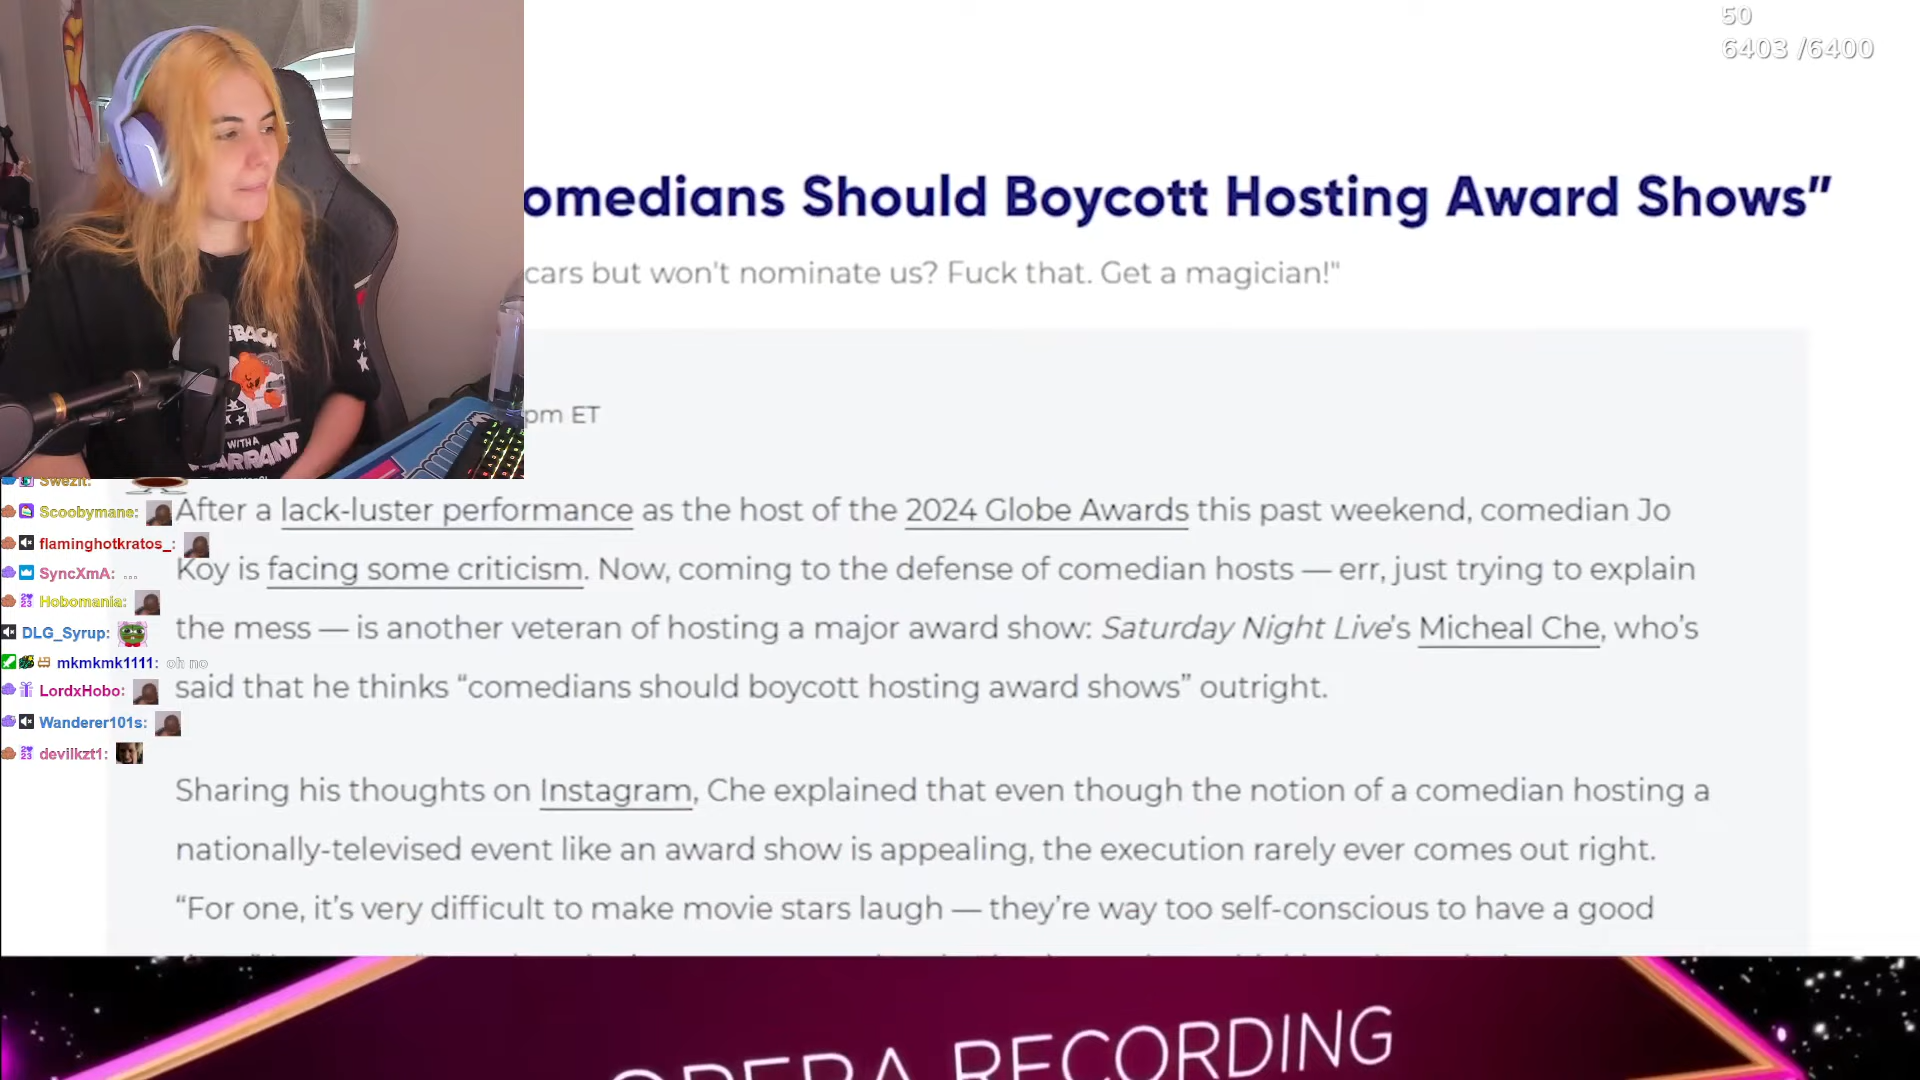 50
6403 /6400
omedians Should Boycott Hosting Award Shows”
cars but won't nominate us? Fuck that. Get a magician!"
pm ET
BACK
WITH A
WARRANT
Swezit:
Scoobymane:
flaminghotkratos_:
SyncXmA: ...
Hobomania:
DLG_Syrup:
mkmkmk1111: oh no
LordxHobo:
Wanderer101s:
devilkzt1:
After a lack-luster performance as the host of the 2024 Globe Awards this past weekend, comedian Jo
Koy is facing some criticism. Now, coming to the defense of comedian hosts — err, just trying to explain
the mess — is another veteran of hosting a major award show: Saturday Night Live’s Micheal Che, who’s
said that he thinks “comedians should boycott hosting award shows” outright.
Sharing his thoughts on Instagram, Che explained that even though the notion of a comedian hosting a
nationally-televised event like an award show is appealing, the execution rarely ever comes out right.
“For one, it’s very difficult to make movie stars laugh — they’re way too self-conscious to have a good
OPERA RECORDING